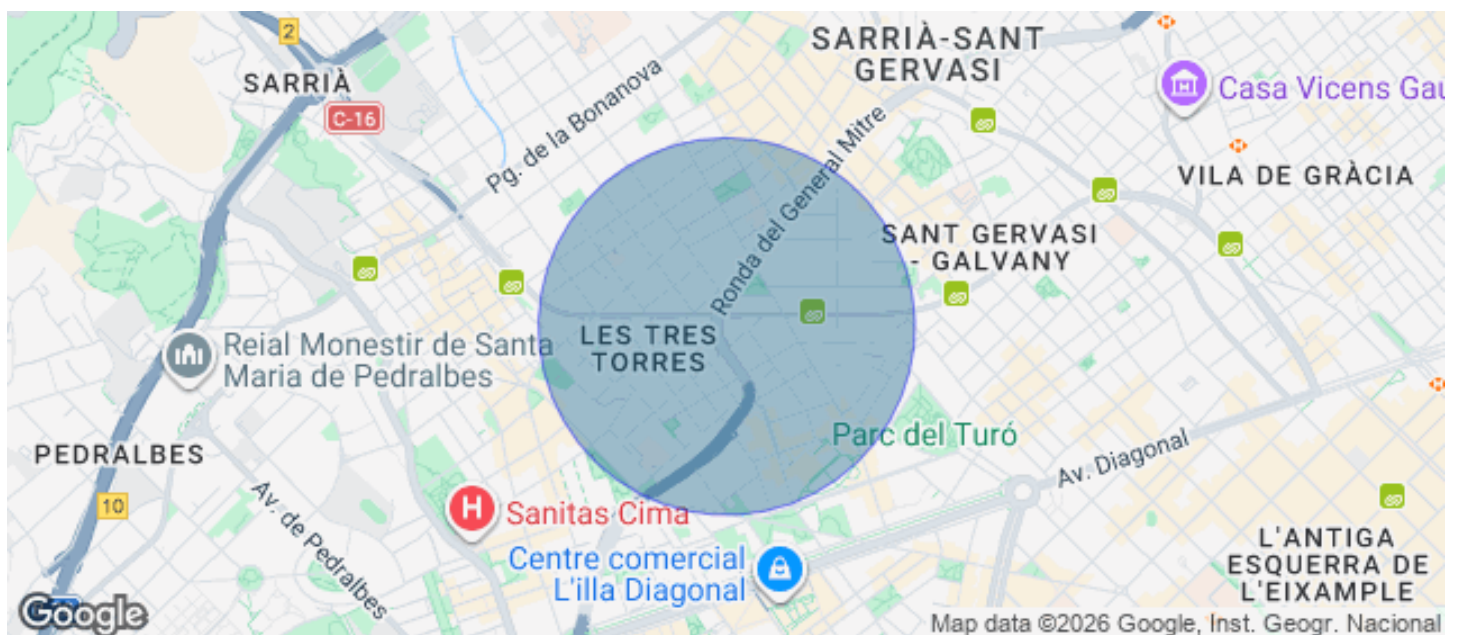 2
SARRIÀ
C-16
Pg. de la Bonanova
SARRIÀ-SANT
GERVASI
Casa Vicens Gau
VILA DE GRÀCIA
Ronda del General Mitre
SANT GERVASI
- GALVANY
LES TRES
TORRES
Reial Monestir de Santa
Maria de Pedralbes
PEDRALBES
10
Av. de Pedralbes
H Sanitas Cima
Parc del Turó
Av. Diagonal
Centre comercial
L'illa Diagonal
L'ANTIGA
ESQUERRA DE
L'EIXAMPLE
Google
Map data ©2026 Google, Inst. Geogr. Nacional